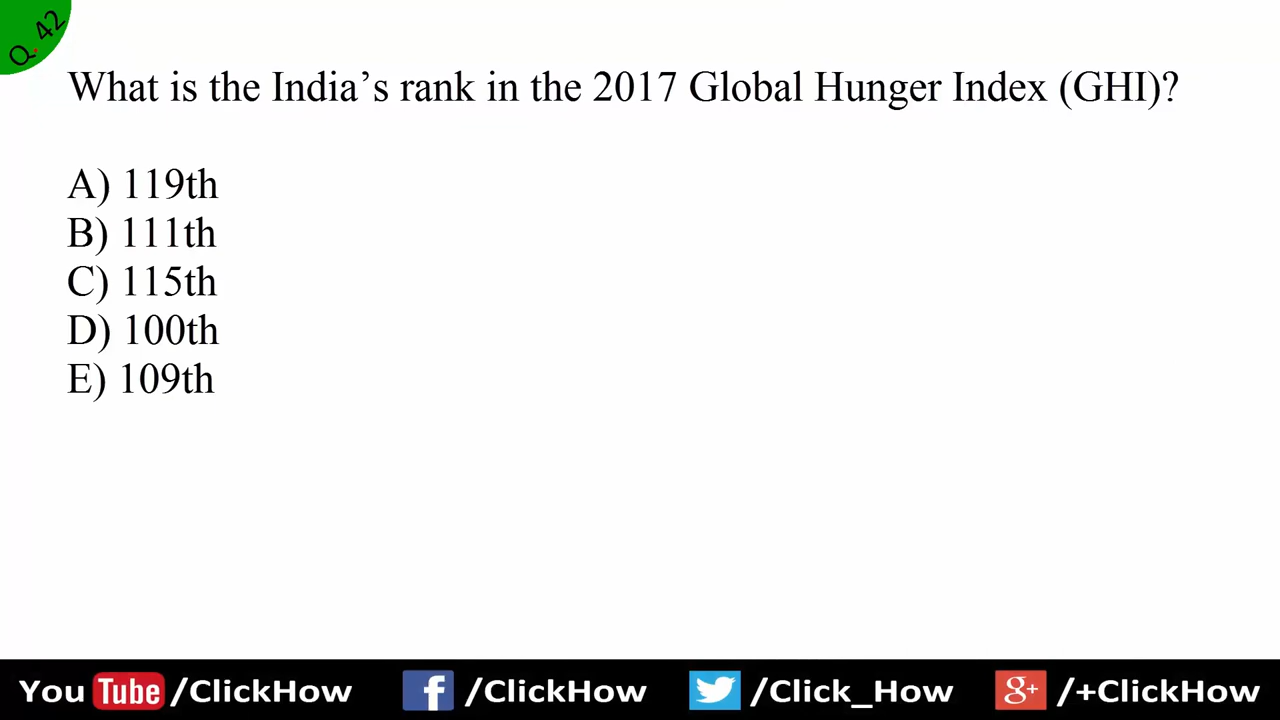 Q. 42
What is the India’s rank in the 2017 Global Hunger Index (GHI)?
A) 119th
B) 111th
C) 115th
D) 100th
E) 109th
You Tube /ClickHow f /ClickHow /Click_How g+ /+ClickHow